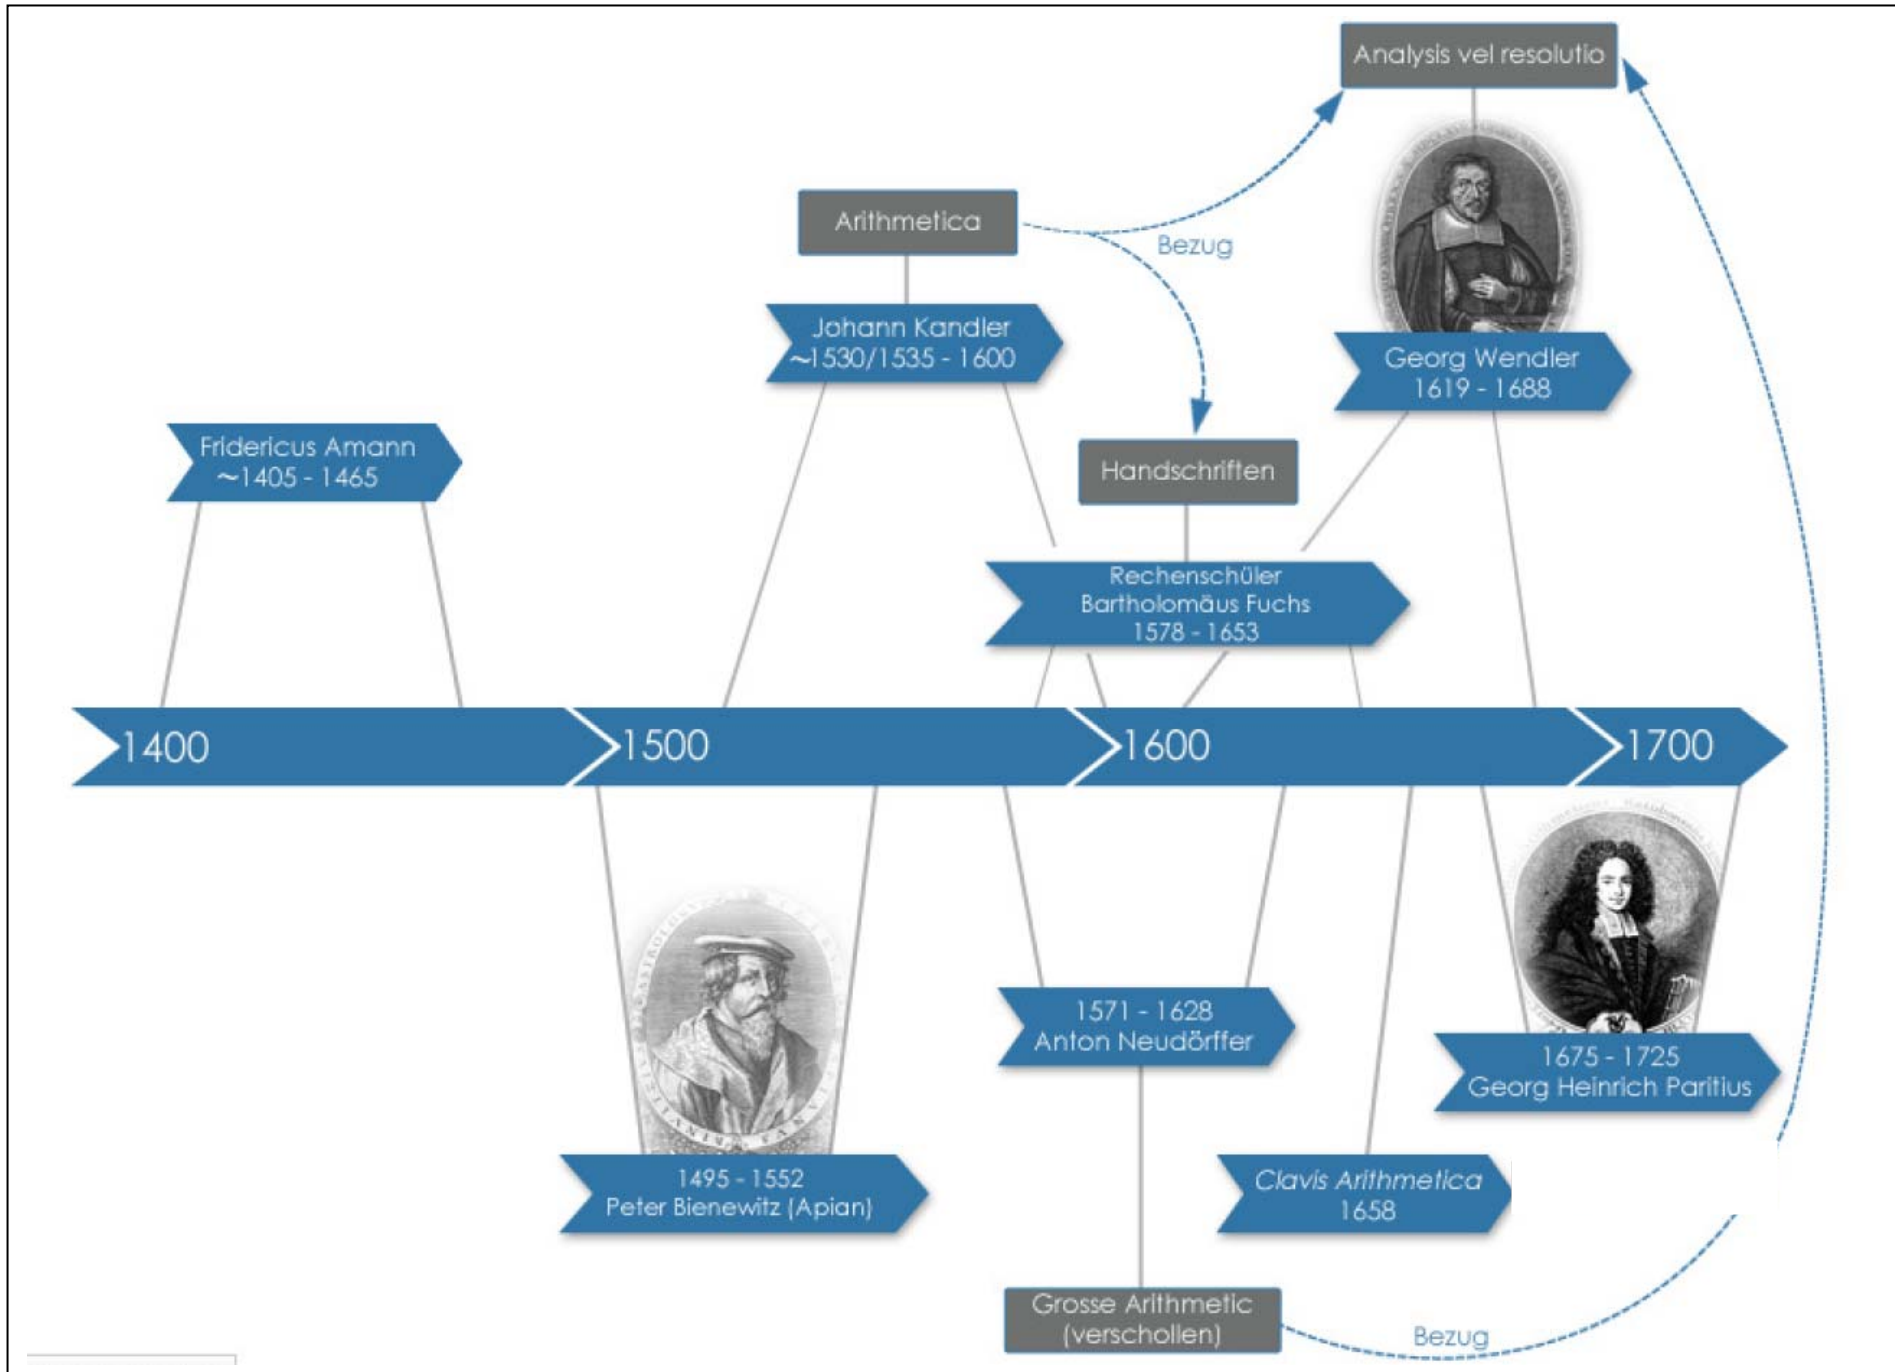 Analysis vel resolutio
Arithmetica
Bezug
Johann Kandler
~1530/1535 - 1600
Georg Wendler
1619 - 1688
Fridericus Amann
~1405 - 1465
Handschriften
Rechenschüler
Bartholomäus Fuchs
1578 - 1653
1400
1500
1600
1700
1571 - 1628
Anton Neudörffer
1675 - 1725
Georg Heinrich Paritius
1495 - 1552
Peter Bienewitz (Apian)
Clavis Arithmetica
1658
Grosse Arithmetic
(verschollen)
Bezug